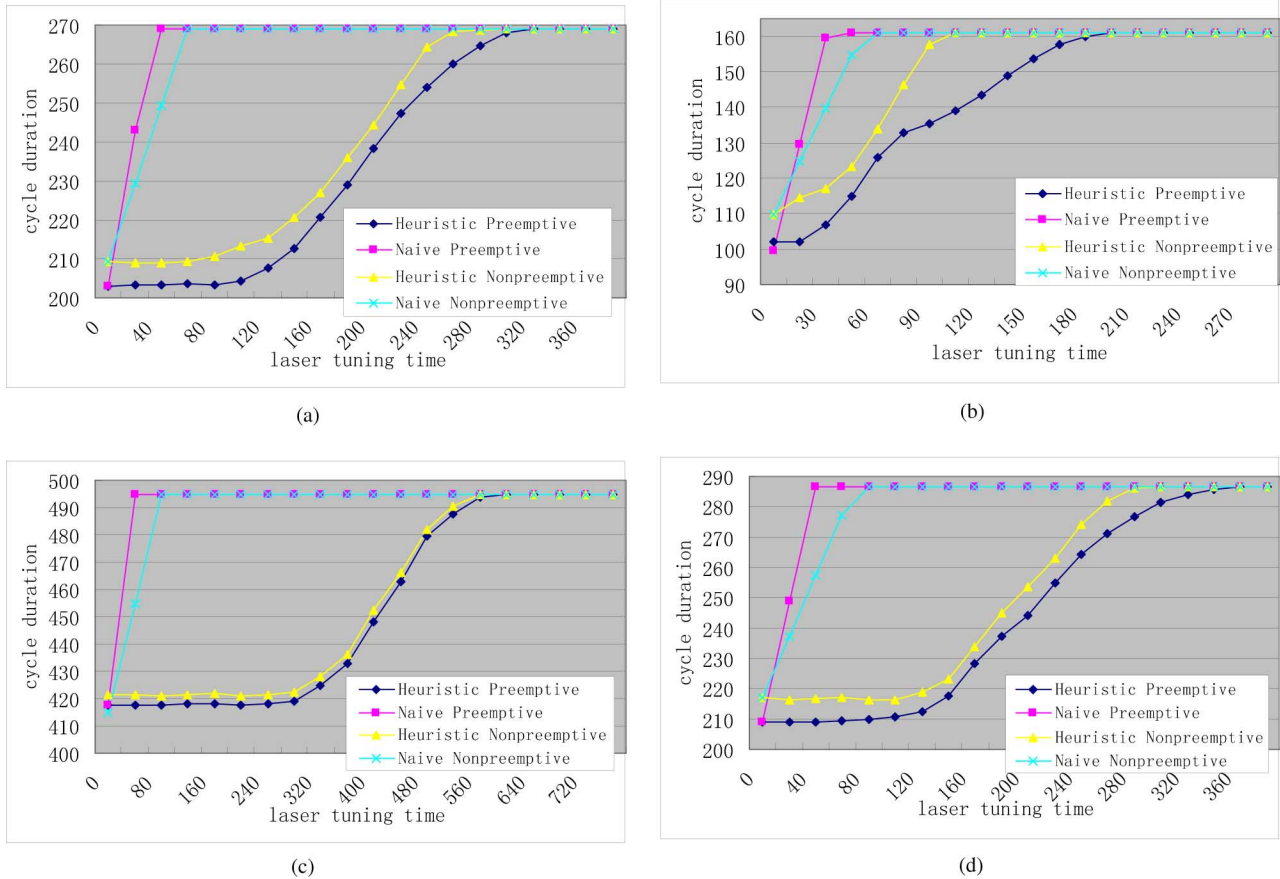 270
260
250
240
230
220
210
200
cycle duration
0
40
80
120
160
200
240
280
320
360
laser tuning time
Heuristic Preemptive
Naive Preemptive
Heuristic Nonpreemptive
Naive Nonpreemptive
(a)
160
150
140
130
120
110
100
90
cycle duration
0
30
60
90
120
150
180
210
240
270
laser tuning time
Heuristic Preemptive
Naive Preemptive
Heuristic Nonpreemptive
Naive Nonpreemptive
(b)
500
490
480
470
460
450
440
430
420
410
400
cycle duration
0
80
160
240
320
400
480
560
640
720
laser tuning time
Heuristic Preemptive
Naive Preemptive
Heuristic Nonpreemptive
Naive Nonpreemptive
(c)
290
280
270
260
250
240
230
220
210
200
cycle duration
0
40
80
120
160
200
240
280
320
360
laser tuning time
Heuristic Preemptive
Naive Preemptive
Heuristic Nonpreemptive
Naive Nonpreemptive
(d)